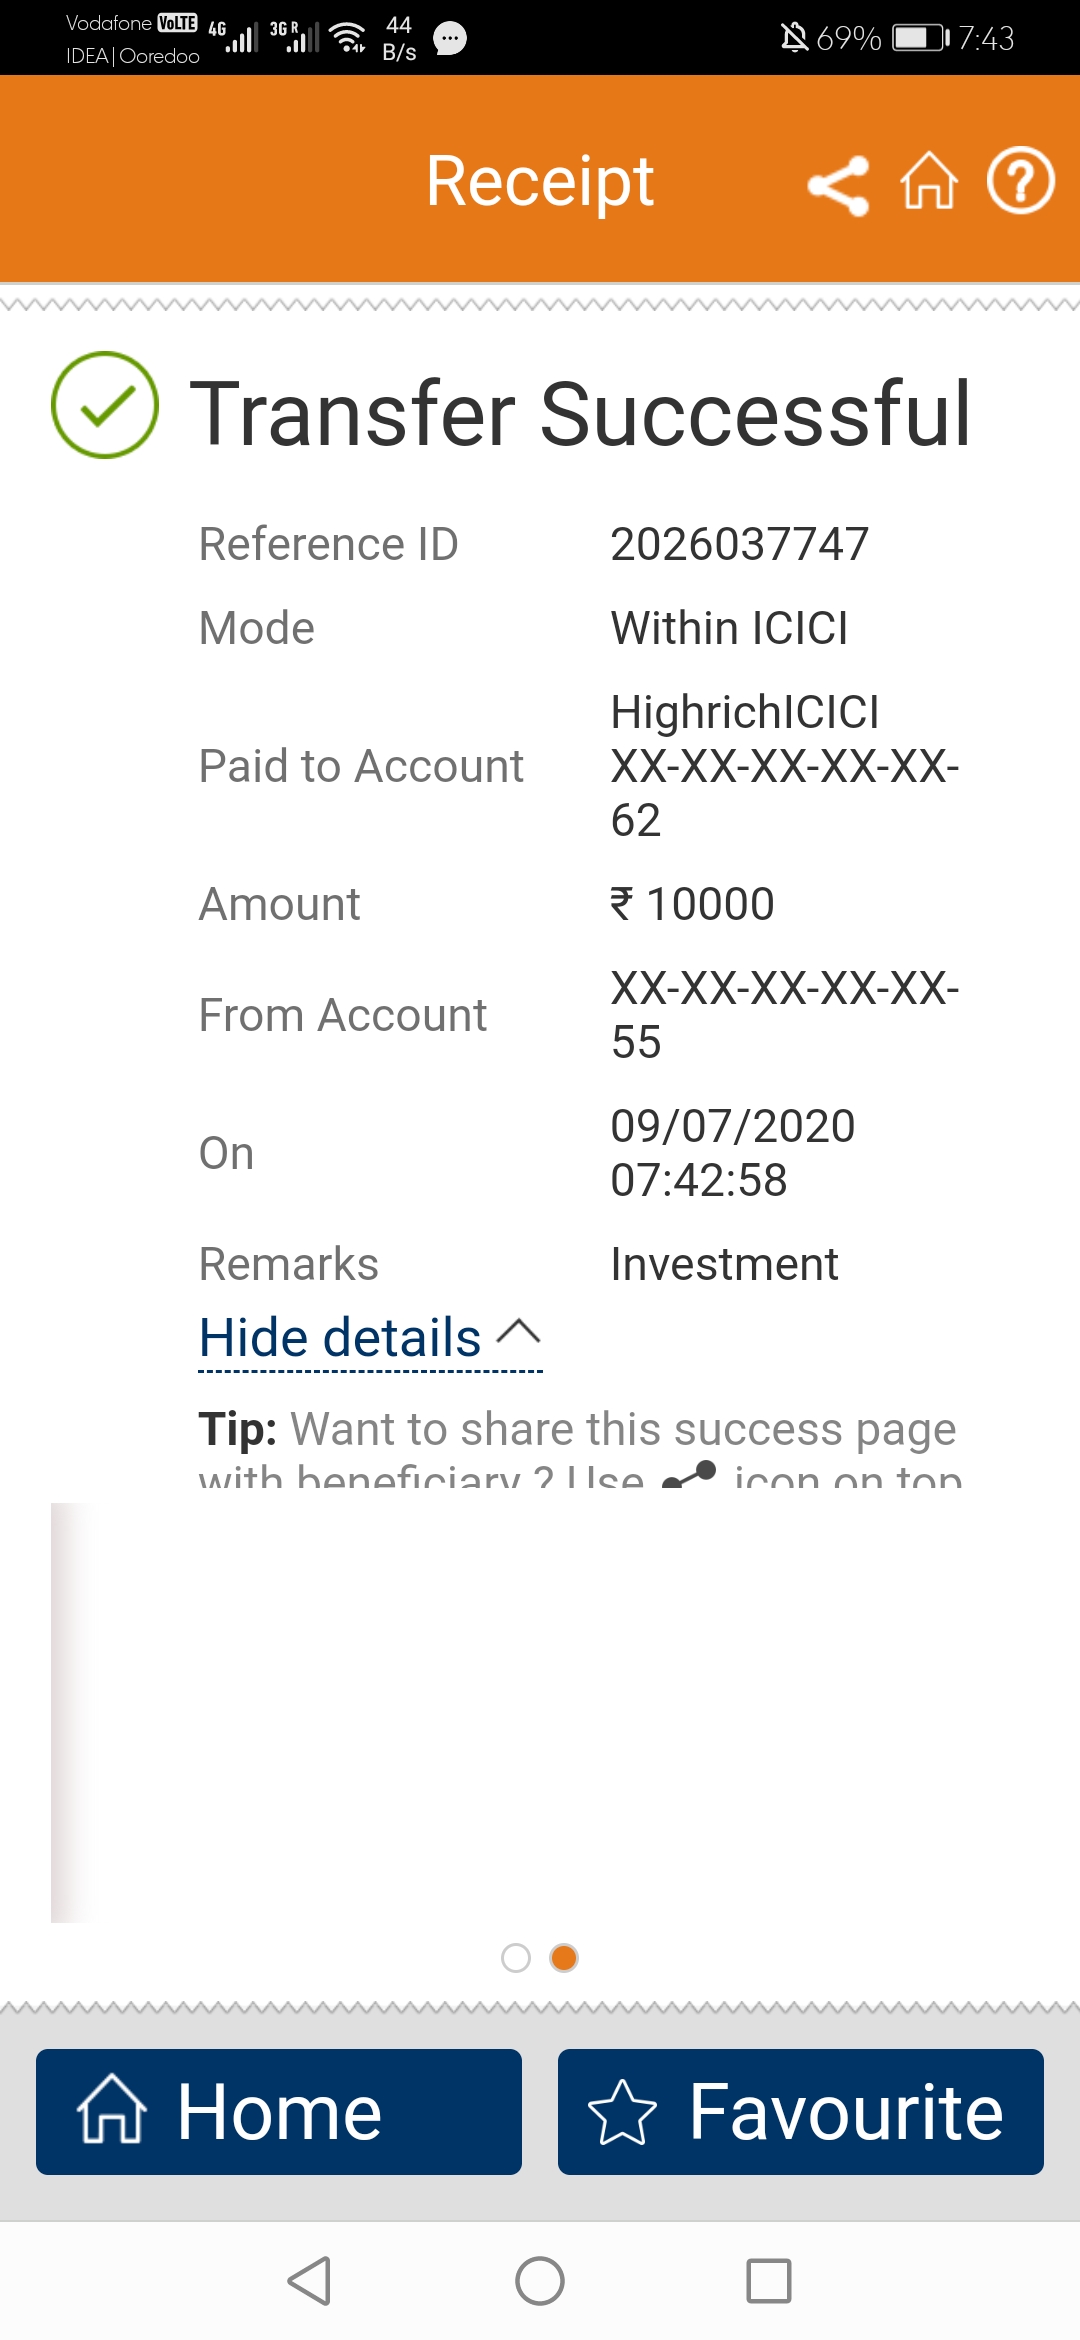 Vodafone VoLTE 4G 3G R 44 B/s 69% 7:43
IDEA | Ooredoo
Receipt
Transfer Successful
Reference ID 2026037747
Mode Within ICICI
Paid to Account HighrichICICI
XX-XX-XX-XX-XX-
62
Amount ₹ 10000
From Account XX-XX-XX-XX-XX-
55
On 09/07/2020
07:42:58
Remarks Investment
Hide details
Tip: Want to share this success page
with beneficiary ? Use icon on top
Home Favourite